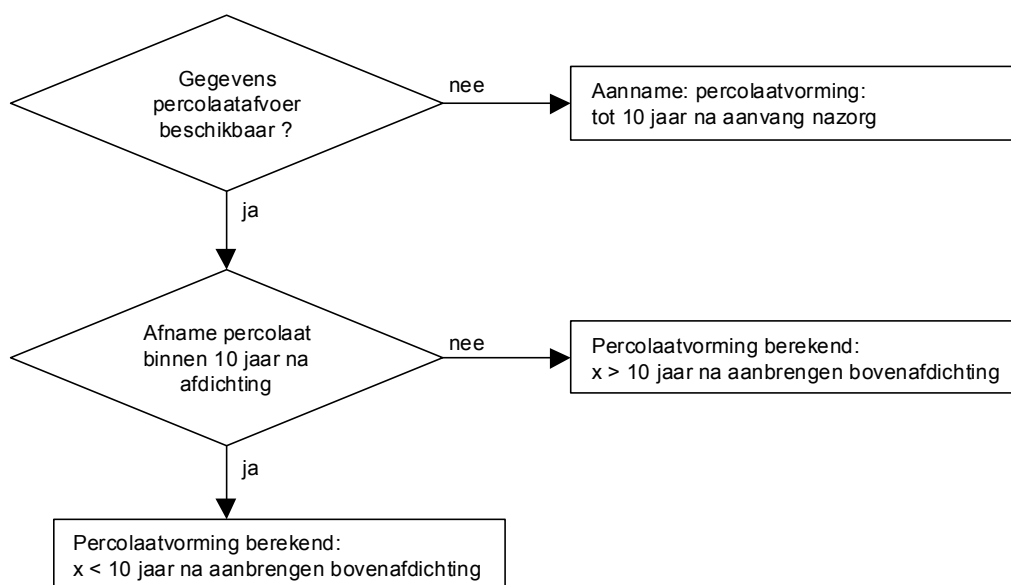 Gegevens
percolaatafvoer
beschikbaar ?
nee
Aanname: percolaatvorming:
tot 10 jaar na aanvang nazorg
ja
Afname percolaat
binnen 10 jaar na
afdichting
nee
Percolaatvorming berekend:
x > 10 jaar na aanbrengen bovenafdichting
ja
Percolaatvorming berekend:
x < 10 jaar na aanbrengen bovenafdichting